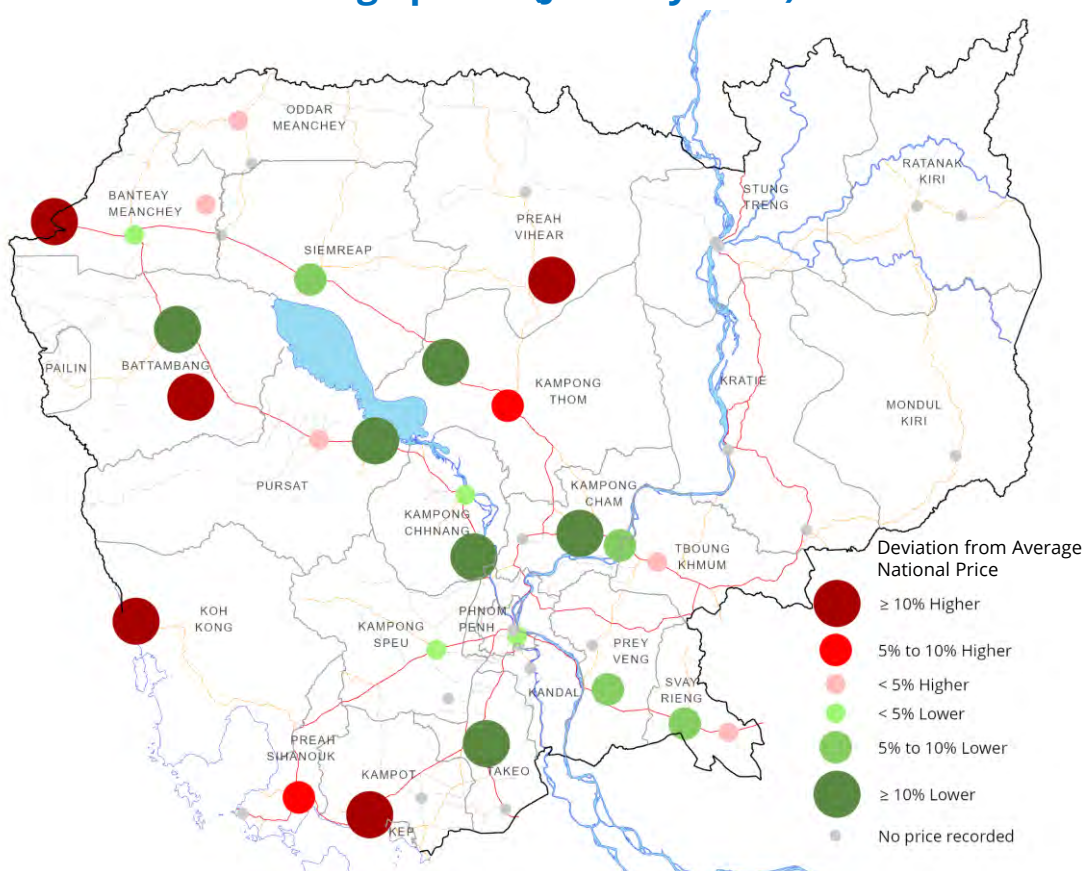 ODDAR
MEANCHEY
RATANAK
KIRI
STUNG
TRENG
BANTEAY
MEANCHEY
PREAH
VIHEAR
SIEMREAP
PAILIN
BATTAMBANG
KAMPONG
THOM
KRATIE
MONDUL
KIRI
PURSAT
KAMPONG
CHAM
KAMPONG
CHHNANG
TBOUNG
KHMUM
KOH
KONG
KAMPONG
SPEU
PHNOM
PENH
PREY
VENG
KANDAL
SVAY
RIENG
PREAH
SIHANOUK
KAMPOT
TAKEO
KEP
Deviation from Average
National Price
≥ 10% Higher
5% to 10% Higher
< 5% Higher
< 5% Lower
5% to 10% Lower
≥ 10% Lower
No price recorded